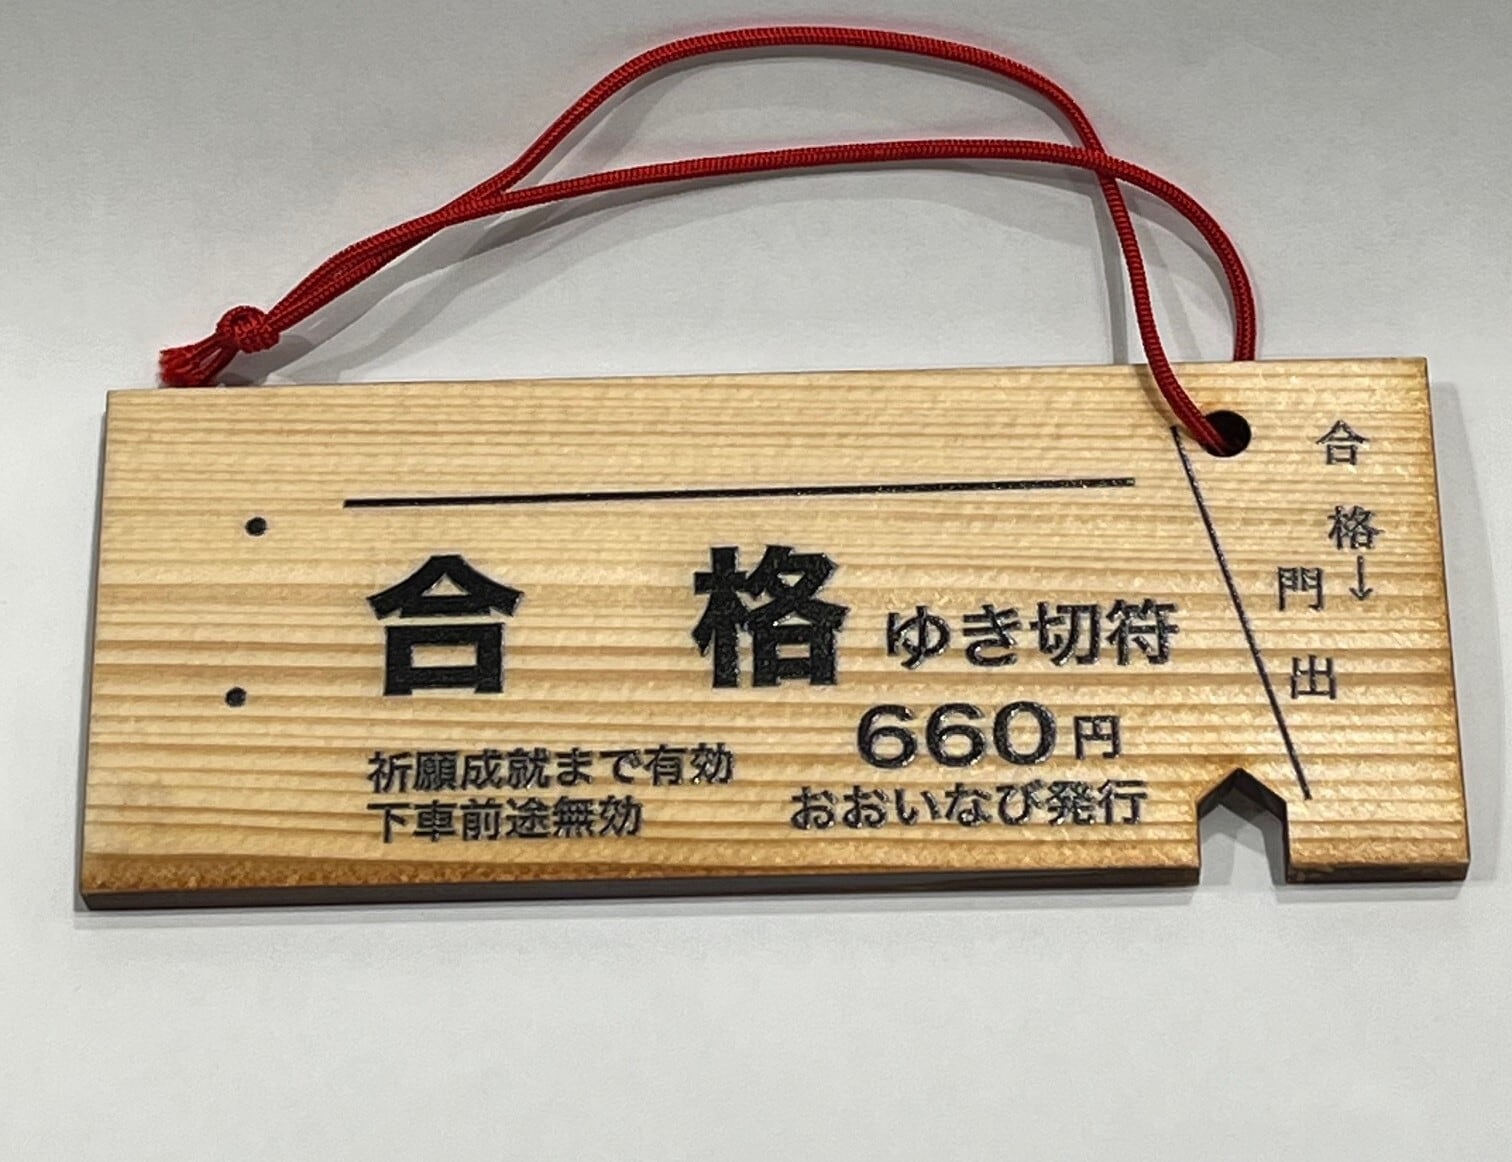 合格ゆき切符
660円
祈願成就まで有効
下車前途無効
おおいなび発行
合格
↓
門出